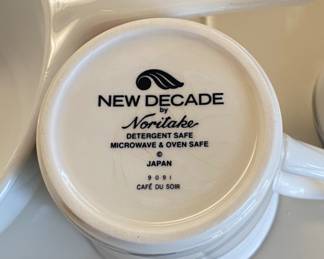 NEW DECADE
by
Noritake
DETERGENT SAFE
MICROWAVE & OVEN SAFE
©
JAPAN
9091
CAFÉ DU SOIR